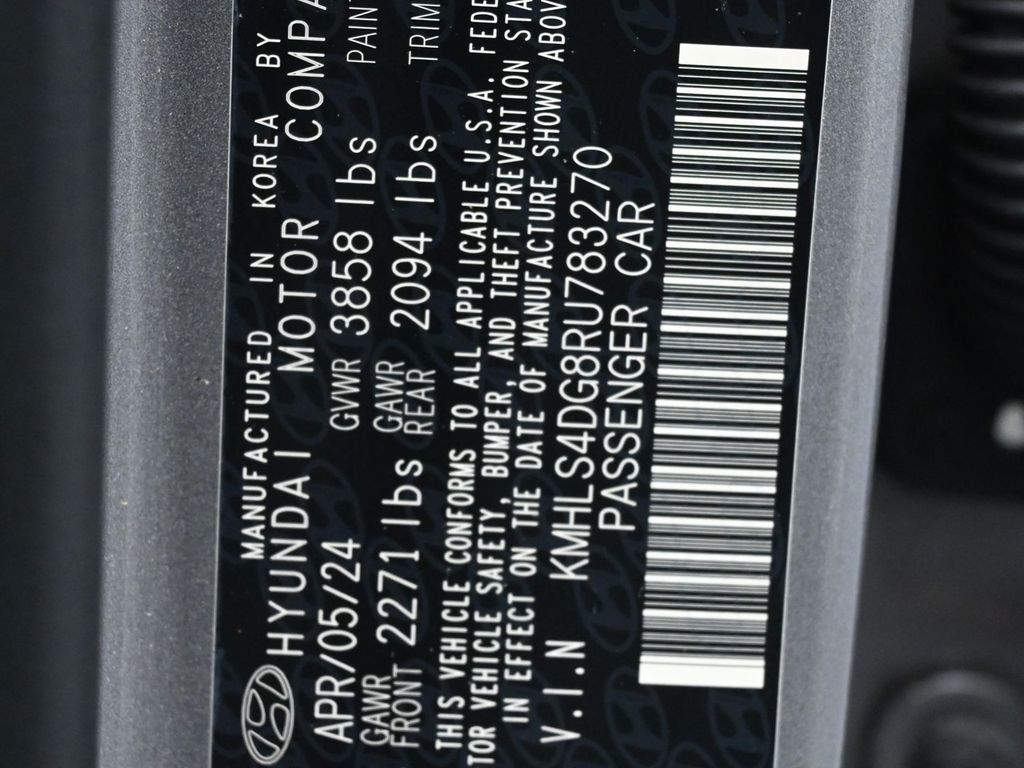 MANUFACTURED IN KOREA BY
HYUNDAI MOTOR COMPA
APR/05/24 GVWR 3858 lbs PAINT
GAWR FRONT 2271 lbs GAWR REAR 2094 lbs TRIM
THIS VEHICLE CONFORMS TO ALL APPLICABLE U.S.A. FEDE
TOR VEHICLE SAFETY, BUMPER, AND THEFT PREVENTION STA
IN EFFECT ON THE DATE OF MANUFACTURE SHOWN ABOV
V.I.N KMHLS4DG8RU783270
PASSENGER CAR